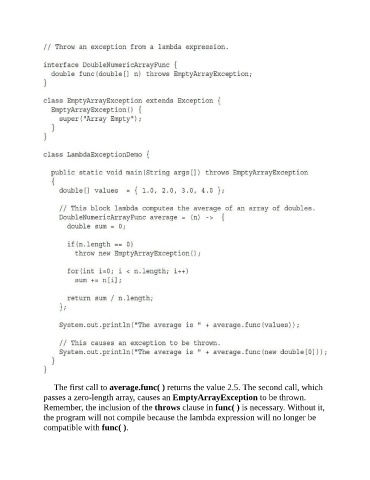 // Throw an exception from a lambda expression.
interface DoubleNumericArrayFunc {
double func(double[] n) throws EmptyArrayException;
}
class EmptyArrayException extends Exception {
EmptyArrayException() {
super("Array Empty");
}
}
class LambdaExceptionDemo {
public static void main(String args[]) throws EmptyArrayException
{
double[] values = { 1.0, 2.0, 3.0, 4.0 };
// This block lambda computes the average of an array of doubles.
DoubleNumericArrayFunc average = (n) -> {
double sum = 0;
if(n.length == 0)
throw new EmptyArrayException();
for(int i=0; i < n.length; i++)
sum += n[i];
return sum / n.length;
};
System.out.println("The average is " + average.func(values));
// This causes an exception to be thrown.
System.out.println("The average is " + average.func(new double[0]));
}
}
The first call to average.func( ) returns the value 2.5. The second call, which
passes a zero-length array, causes an EmptyArrayException to be thrown.
Remember, the inclusion of the throws clause in func( ) is necessary. Without it,
the program will not compile because the lambda expression will no longer be
compatible with func( ).